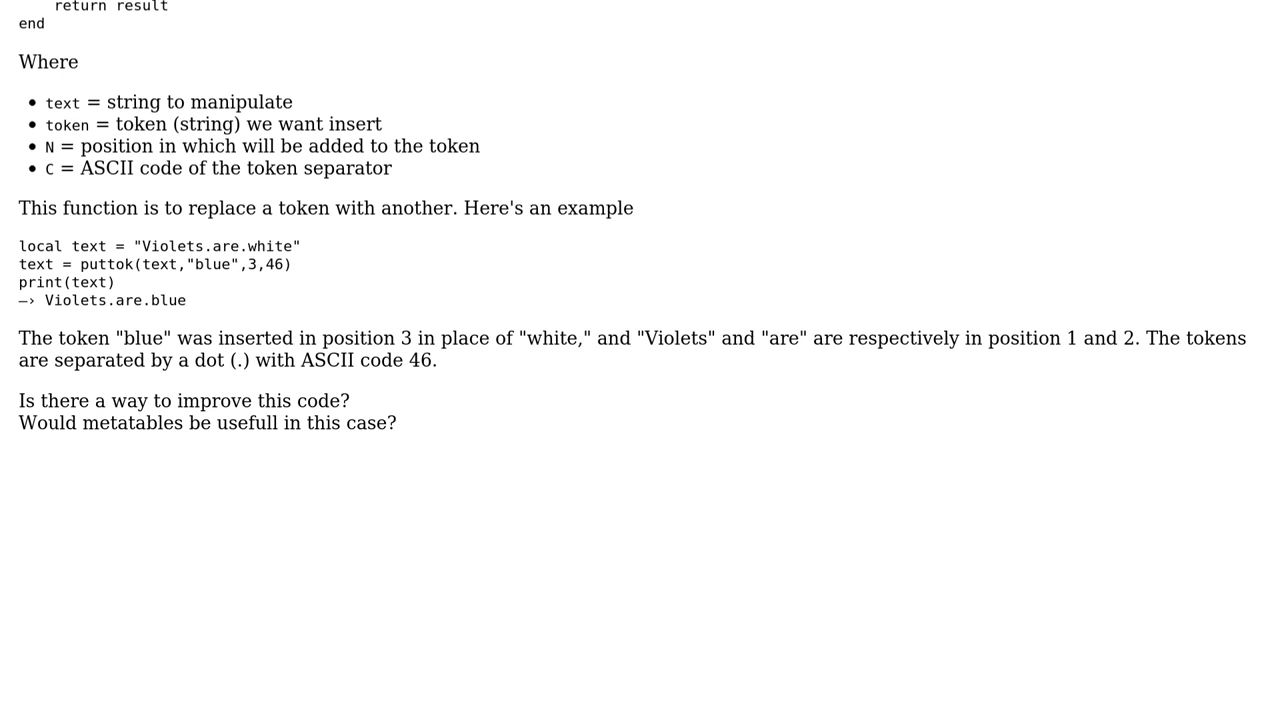 return result
end
Where
• text = string to manipulate
• token = token (string) we want insert
• N = position in which will be added to the token
• C = ASCII code of the token separator
This function is to replace a token with another. Here's an example
local text = "Violets.are.white"
text = puttok(text,"blue",3,46)
print(text)
—› Violets.are.blue
The token "blue" was inserted in position 3 in place of "white," and "Violets" and "are" are respectively in position 1 and 2. The tokens
are separated by a dot (.) with ASCII code 46.
Is there a way to improve this code?
Would metatables be usefull in this case?